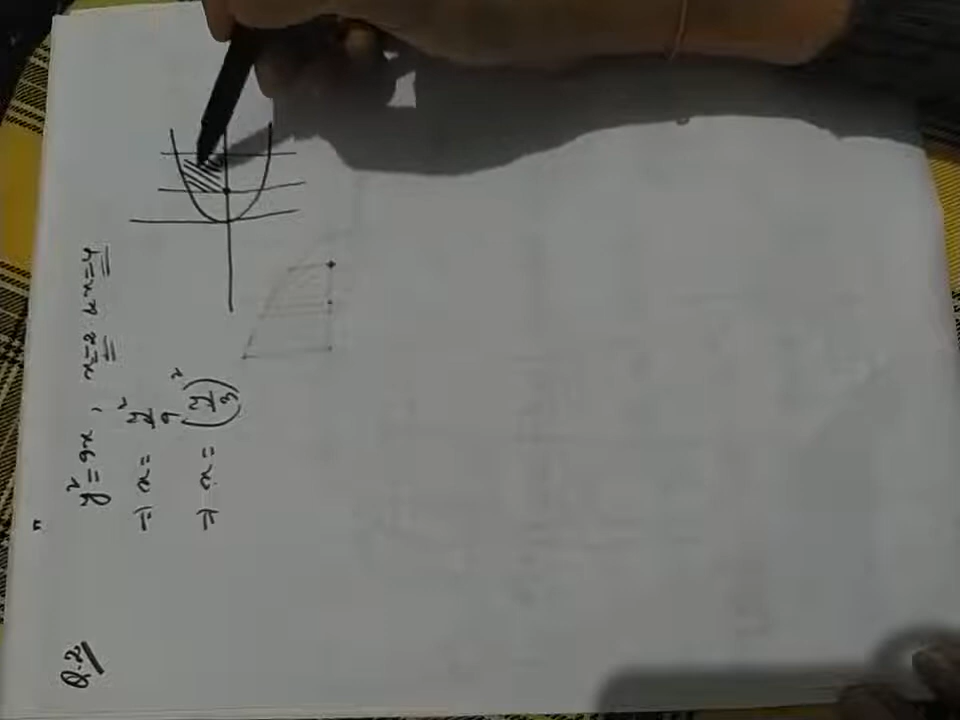 Q.2 "
y² = 9x, x=2 & x=4
⇒ x = y²/9
⇒ x = (y/3)²